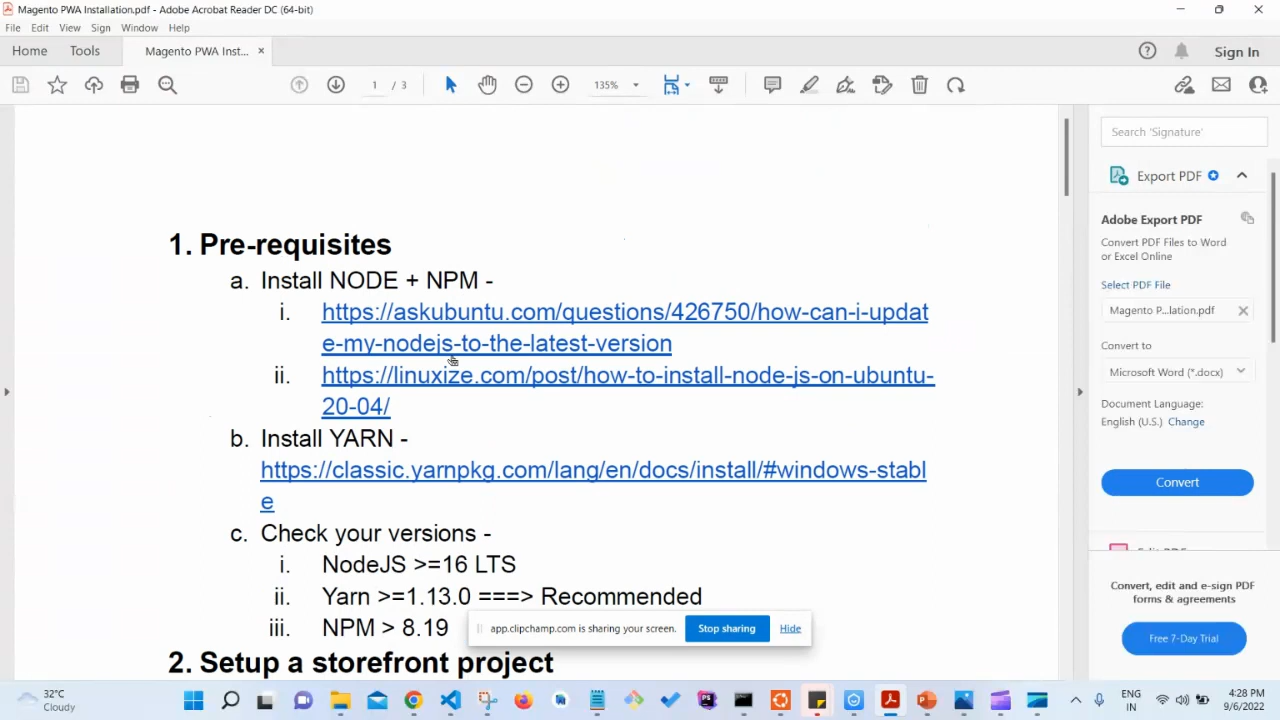 Magento PWA Installation.pdf - Adobe Acrobat Reader DC (64-bit)
File Edit View Sign Window Help
Home Tools Magento PWA Inst... × Sign In
1 / 3 135%
Search 'Signature'
Export PDF
Adobe Export PDF
Convert PDF Files to Word
or Excel Online
Select PDF File
Magento P...lation.pdf
Convert to
Microsoft Word (*.docx)
Document Language:
English (U.S.) Change
Convert
Convert, edit and e-sign PDF
forms & agreements
Free 7-Day Trial
1. Pre-requisites
a. Install NODE + NPM -
i. https://askubuntu.com/questions/426750/how-can-i-updat
e-my-nodejs-to-the-latest-version
ii. https://linuxize.com/post/how-to-install-node-js-on-ubuntu-
20-04/
b. Install YARN -
https://classic.yarnpkg.com/lang/en/docs/install/#windows-stabl
e
c. Check your versions -
i. NodeJS >=16 LTS
ii. Yarn >=1.13.0 ===> Recommended
iii. NPM > 8.19
2. Setup a storefront project
app.clipchamp.com is sharing your screen. Stop sharing Hide
32°C
Cloudy
ENG
IN
4:28 PM
9/6/2022